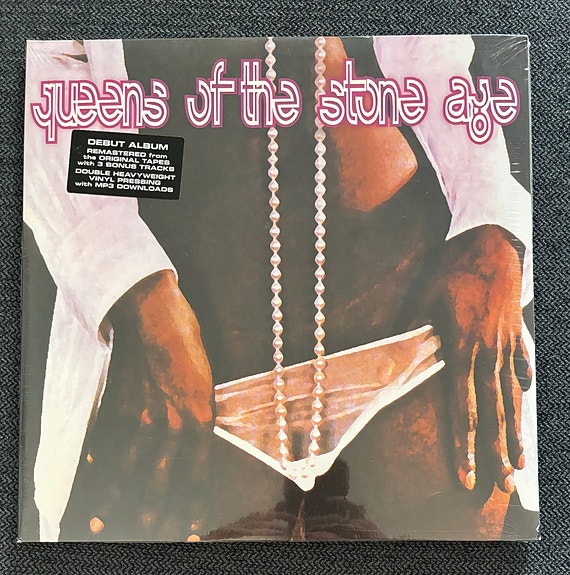 queens of the stone age
DEBUT ALBUM
REMASTERED from
the ORIGINAL TAPES
with 3 BONUS TRACKS
DOUBLE HEAVYWEIGHT
VINYL PRESSING
with MP3 DOWNLOADS